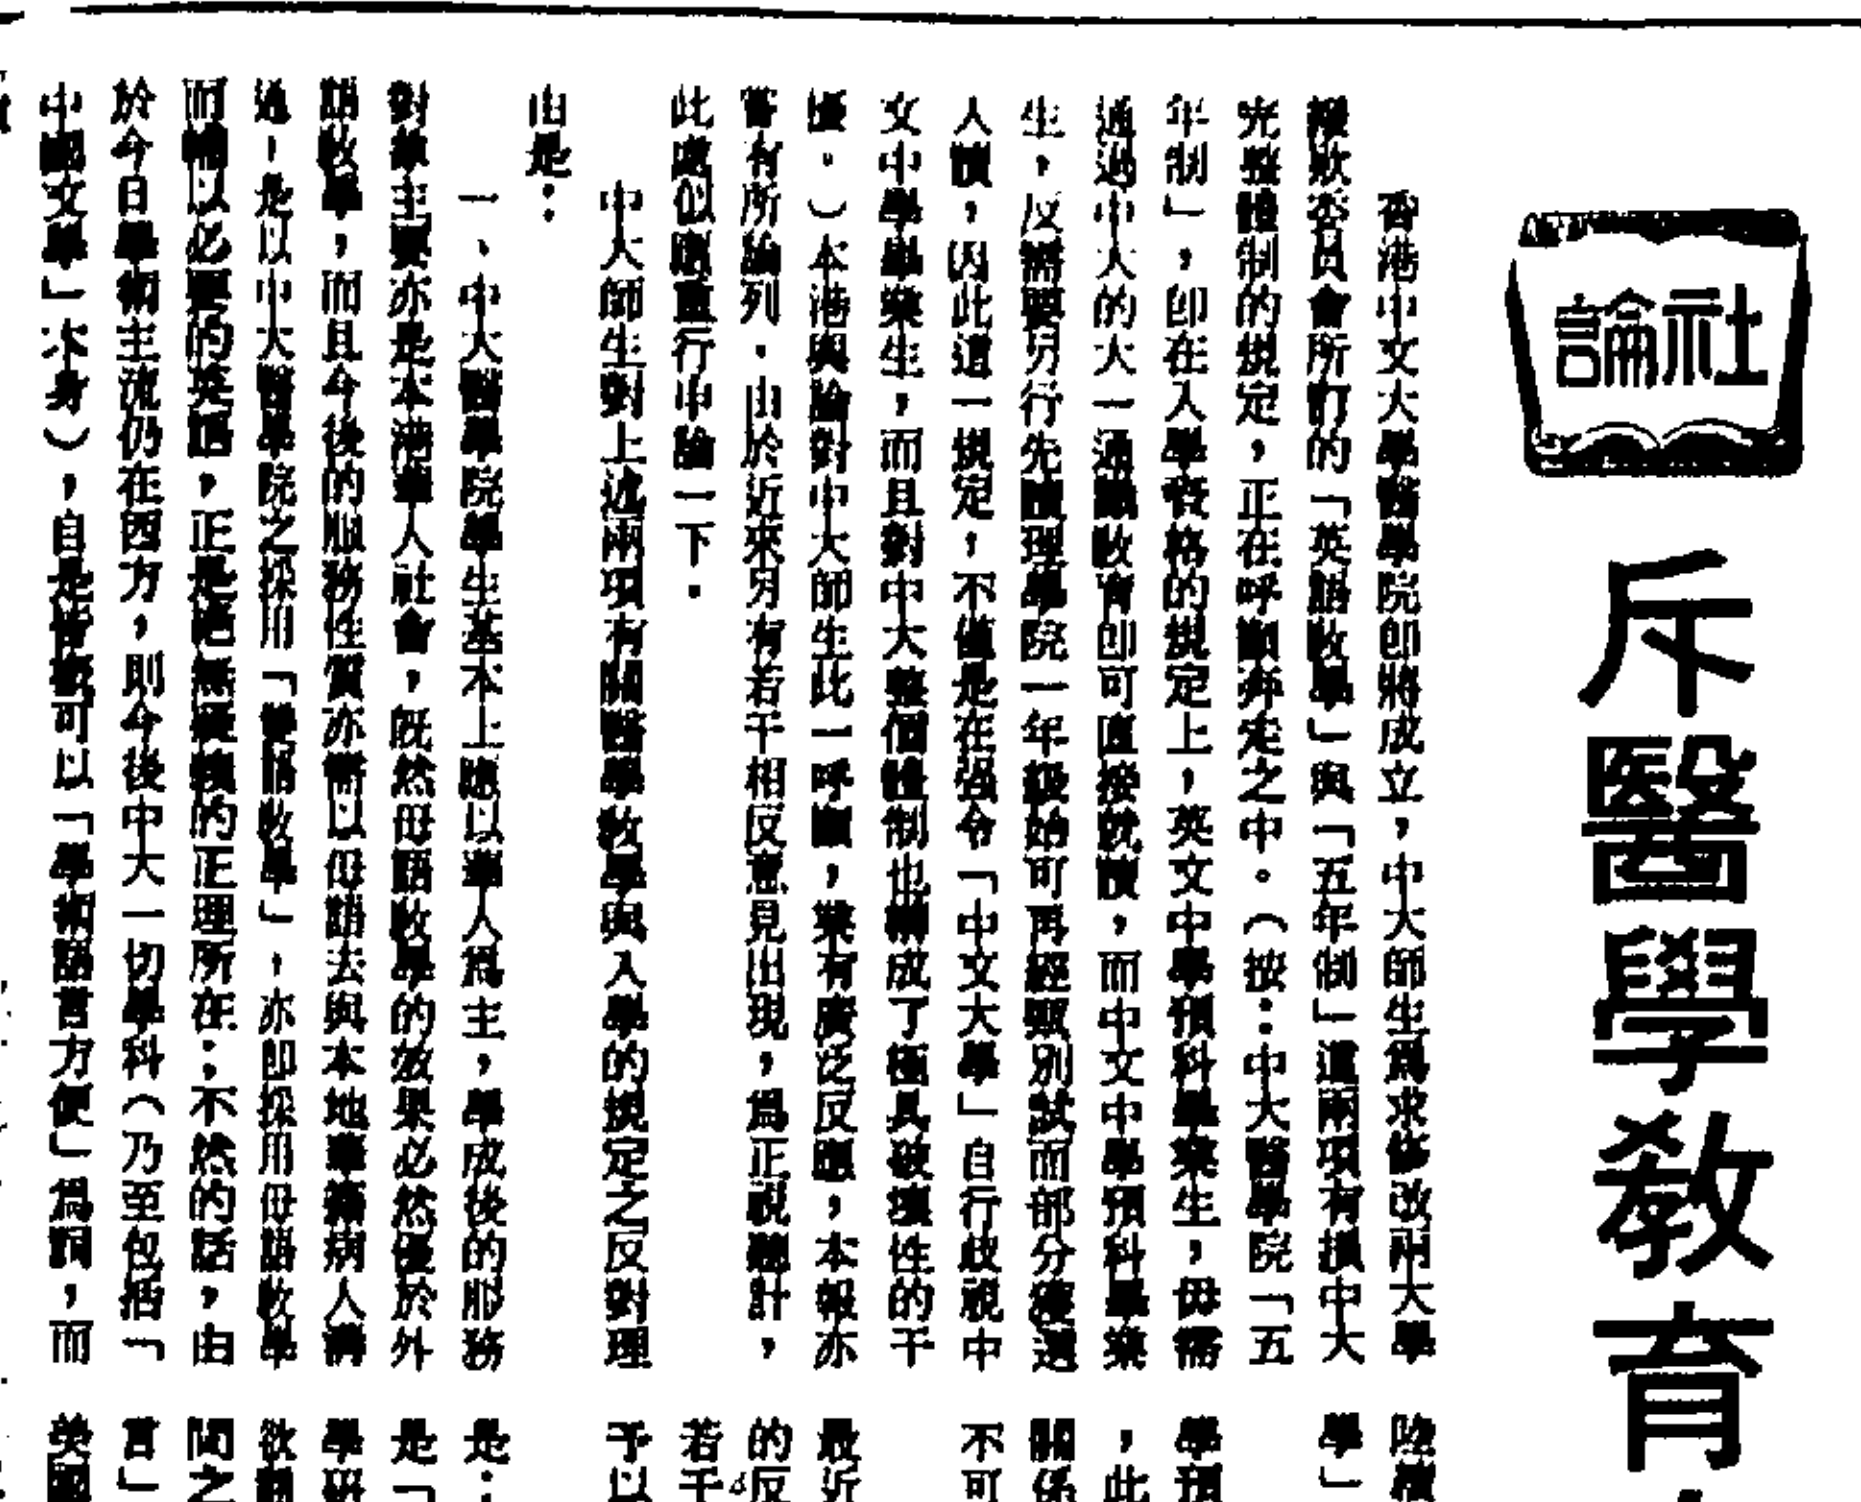 社論
斥醫學教育
香港中文大學醫學院即將成立，中大師生爲求修改兩大學
撥款委員會所訂的「英語敎學」與「五年制」這兩項有損中大
完整體制的規定，正在呼籲奔走之中。（按：中大醫學院「五
年制」，即在入學資格的規定上，英文中學預科學業生，毋需
通過中大的大一通識敎育即可直接就讀，而中文中學預科學業
生，反需要另行先讀理學院一年級始可再經甄別試而部分獲選
人讀，因此這一規定，不僅是在强令「中文大學」自行歧視中
文中學學業生，而且對中大整個體制也構成了極具破壞性的干
擾。）本港輿論對中大師生此一呼籲，業有廣泛反應，本報亦
嘗有所論列。由於近來另有若干相反意見出現，爲正視聽計，
此處似應重行申論一下。
中大師生對上述兩項有關醫學敎學與入學的規定之反對理
由是：
一、中大醫學院學生基本上應以華人爲主，學成後的服務
對象主要亦是本港華人社會，既然母語敎學的效果必然優於外
語敎學，而且今後的服務性質亦需以母語去與本地華籍病人溝
通，是以中大醫學院之採用「雙語敎學」，亦即採用母語敎學
而輔以必要的英語，正是絕無疑義的正理所在；不然的話，由
於今日學術主流仍在西方，則今後中大一切學科（乃至包括「
中國文學」本身），自是皆可以「學術語言方便」爲詞，而
學」
學預
，此
關係
不可
最近
的反
若干
予以
是：
是「
學研
欲
間之
言」
英國